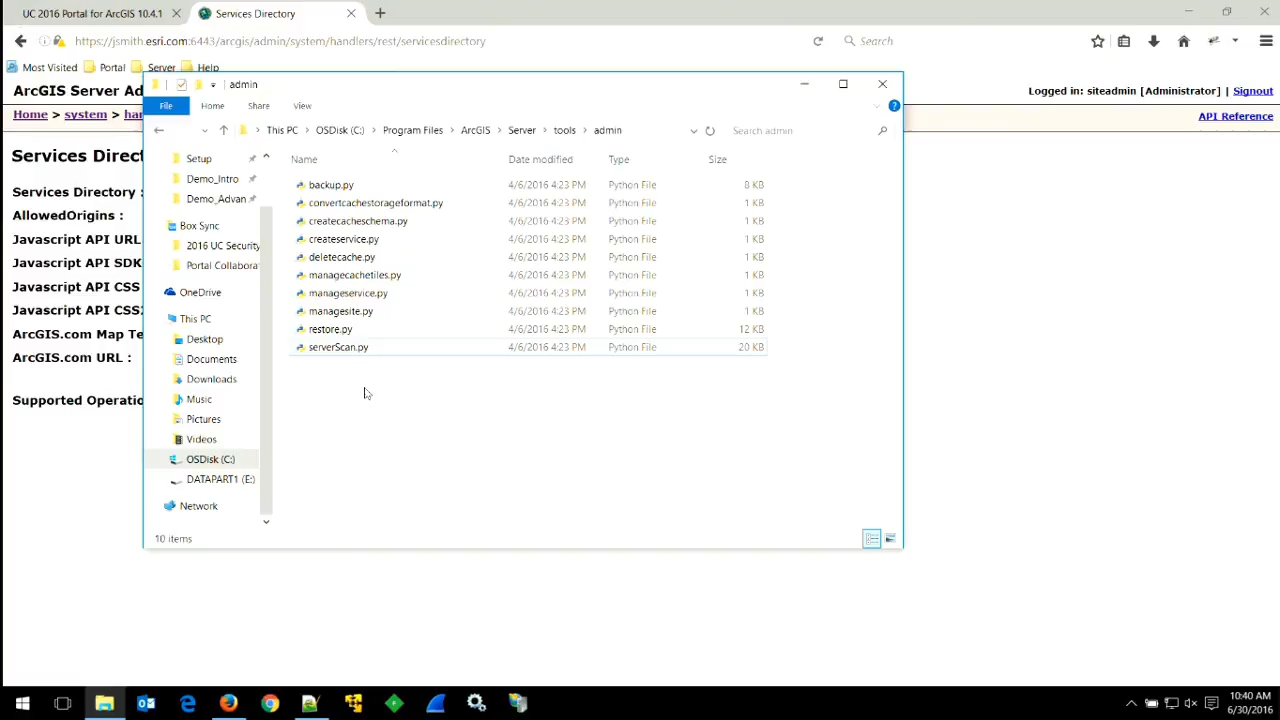 UC 2016 Portal for ArcGIS 10.4.1
Services Directory
https://jsmith.esri.com:6443/arcgis/admin/system/handlers/rest/servicesdirectory
Search
Most Visited
Portal
Server
Help
ArcGIS Server Ad
Logged in: siteadmin [Administrator] | Signout
Home > system > har
API Reference
Services Direct
Services Directory :
AllowedOrigins :
Javascript API URL
Javascript API SDK
Javascript API CSS
Javascript API CSS2
ArcGIS.com Map Te
ArcGIS.com URL :
Supported Operatio
admin
File Home Share View
This PC > OSDisk (C:) > Program Files > ArcGIS > Server > tools > admin
Search admin
Setup
Demo_Intro
Demo_Advan
Box Sync
2016 UC Security
Portal Collabora
OneDrive
This PC
Desktop
Documents
Downloads
Music
Pictures
Videos
OSDisk (C:)
DATAPART1 (E:)
Network
Name Date modified Type Size
backup.py 4/6/2016 4:23 PM Python File 8 KB
convertcachestorageformat.py 4/6/2016 4:23 PM Python File 1 KB
createcacheschema.py 4/6/2016 4:23 PM Python File 1 KB
createservice.py 4/6/2016 4:23 PM Python File 1 KB
deletecache.py 4/6/2016 4:23 PM Python File 1 KB
managecachetiles.py 4/6/2016 4:23 PM Python File 1 KB
manageservice.py 4/6/2016 4:23 PM Python File 1 KB
managesite.py 4/6/2016 4:23 PM Python File 1 KB
restore.py 4/6/2016 4:23 PM Python File 12 KB
serverScan.py 4/6/2016 4:23 PM Python File 20 KB
10 items
10:40 AM
6/30/2016